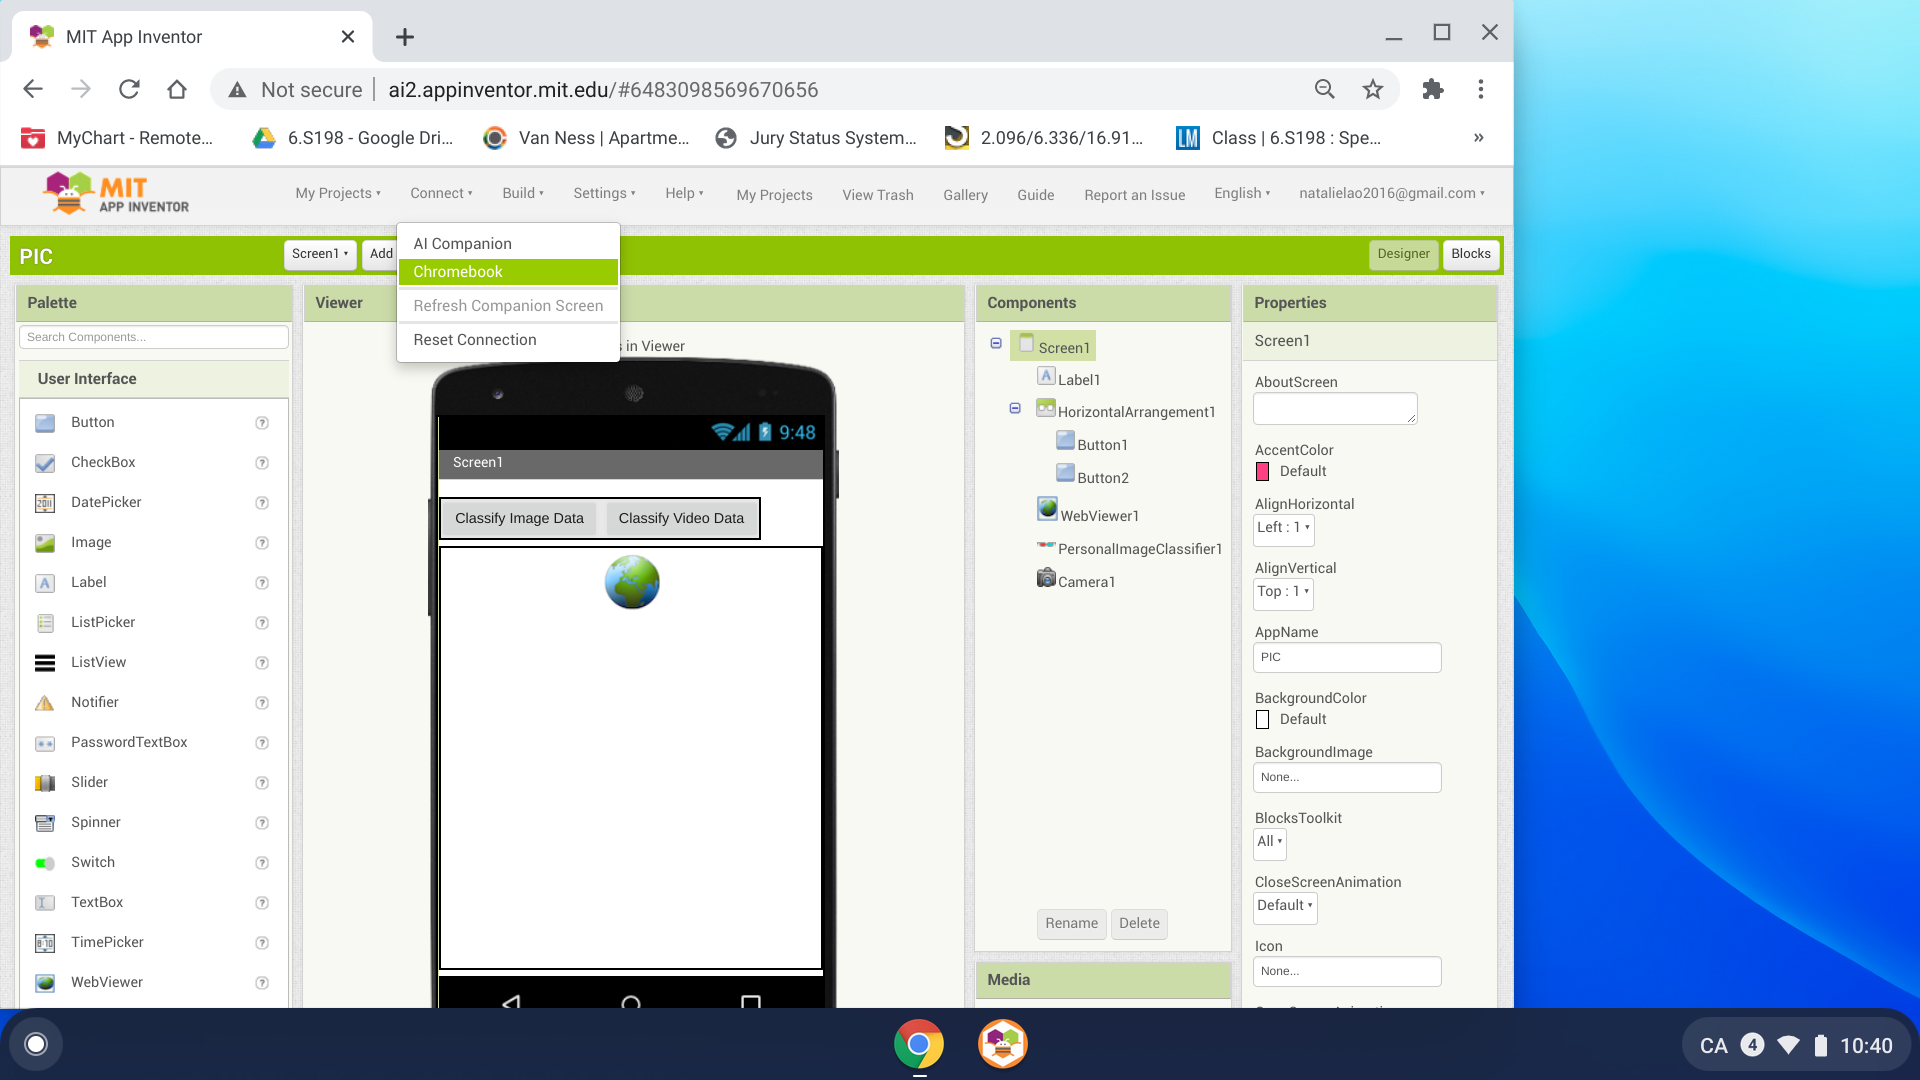 MIT App Inventor
Not secure
ai2.appinventor.mit.edu/#6483098569670656
MyChart - Remote...
6.S198 - Google Dri...
Van Ness | Apartme...
Jury Status System...
2.096/6.336/16.91...
LM
Class | 6.S198 : Spe...
»
MIT
APP INVENTOR
My Projects
Connect
Build
Settings
Help
My Projects
View Trash
Gallery
Guide
Report an Issue
English
natalielao2016@gmail.com
PIC
Screen1
Add
Designer
Blocks
AI Companion
Chromebook
Refresh Companion Screen
Reset Connection
Palette
Search Components...
User Interface
Button
CheckBox
DatePicker
Image
Label
ListPicker
ListView
Notifier
PasswordTextBox
Slider
Spinner
Switch
TextBox
TimePicker
WebViewer
Viewer
in Viewer
9:48
Screen1
Classify Image Data
Classify Video Data
Components
Screen1
Label1
HorizontalArrangement1
Button1
Button2
WebViewer1
PersonalImageClassifier1
Camera1
Rename
Delete
Media
Properties
Screen1
AboutScreen
AccentColor
Default
AlignHorizontal
Left : 1
AlignVertical
Top : 1
AppName
PIC
BackgroundColor
Default
BackgroundImage
None...
BlocksToolkit
All
CloseScreenAnimation
Default
Icon
None...
CA
4
10:40